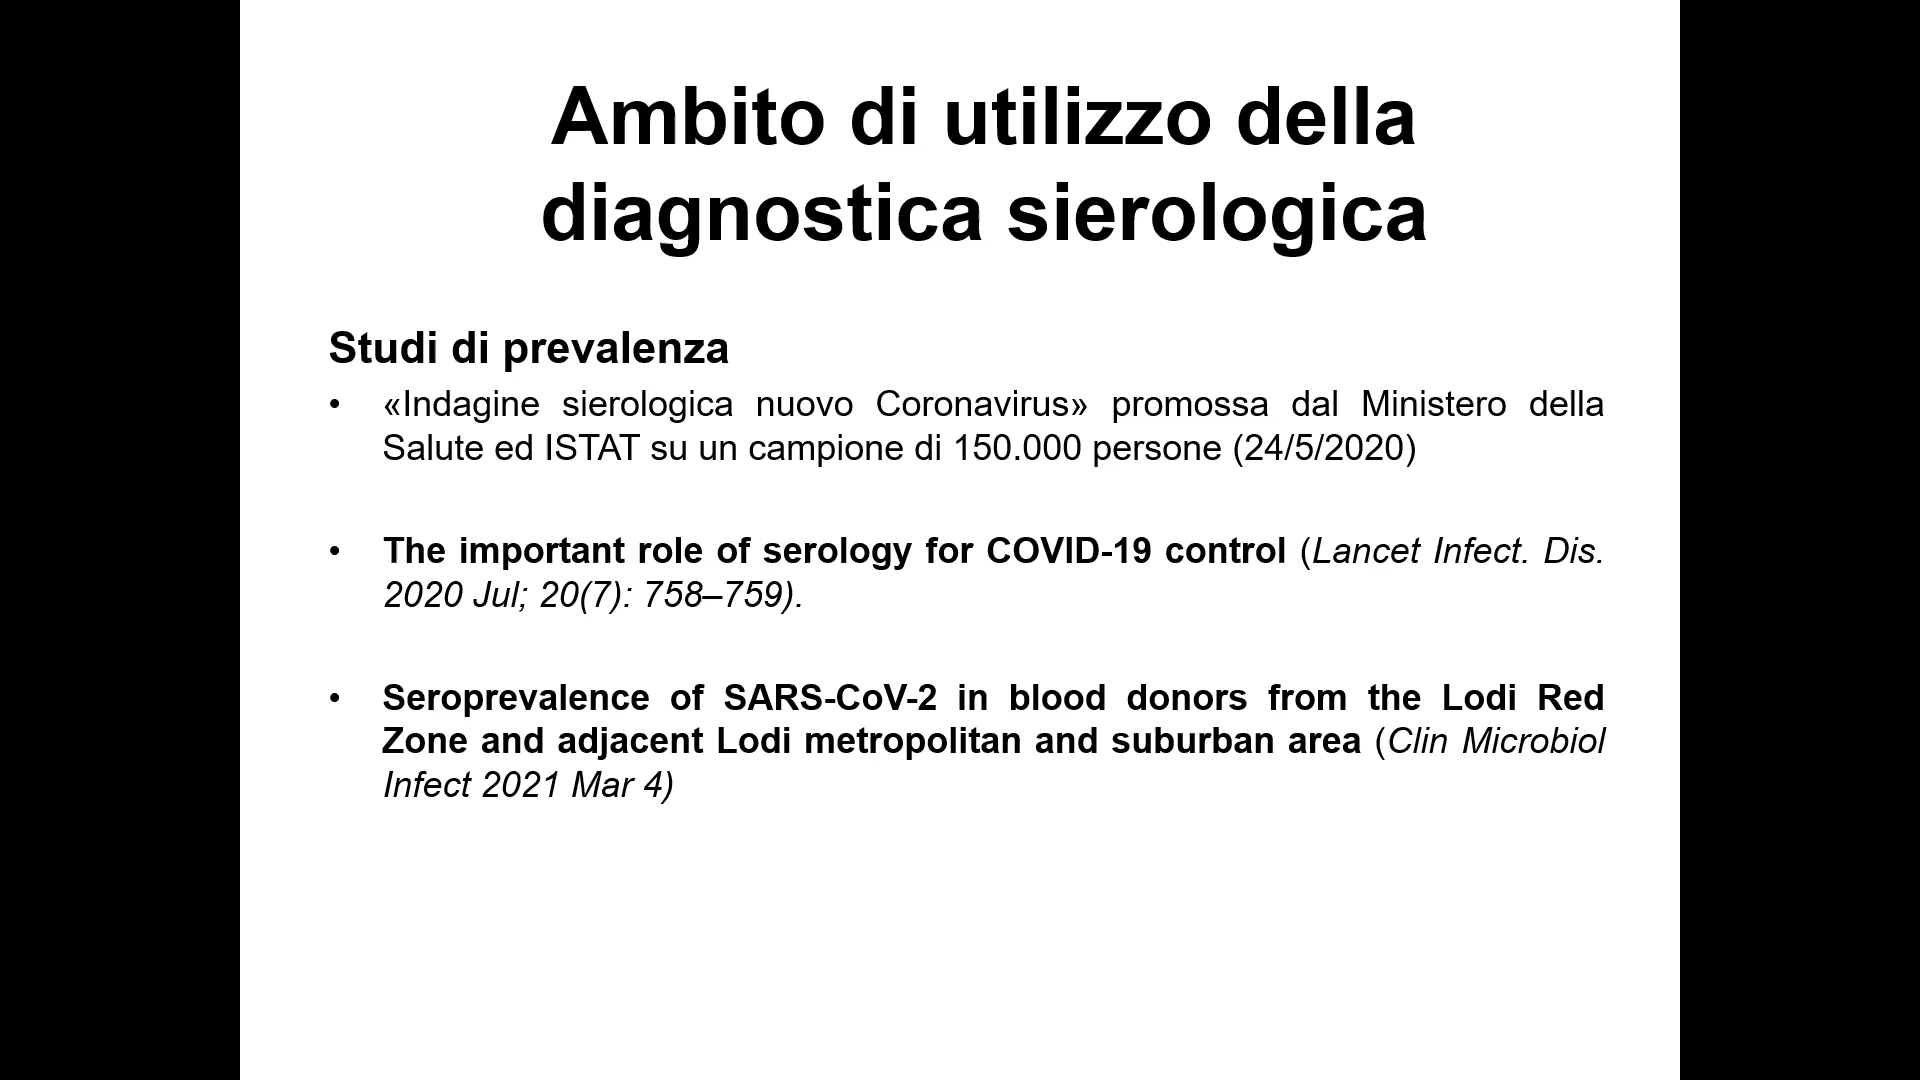 Ambito di utilizzo della
diagnostica sierologica
Studi di prevalenza
• «Indagine sierologica nuovo Coronavirus» promossa dal Ministero della
Salute ed ISTAT su un campione di 150.000 persone (24/5/2020)
• The important role of serology for COVID-19 control (Lancet Infect. Dis.
2020 Jul; 20(7): 758–759).
• Seroprevalence of SARS-CoV-2 in blood donors from the Lodi Red
Zone and adjacent Lodi metropolitan and suburban area (Clin Microbiol
Infect 2021 Mar 4)